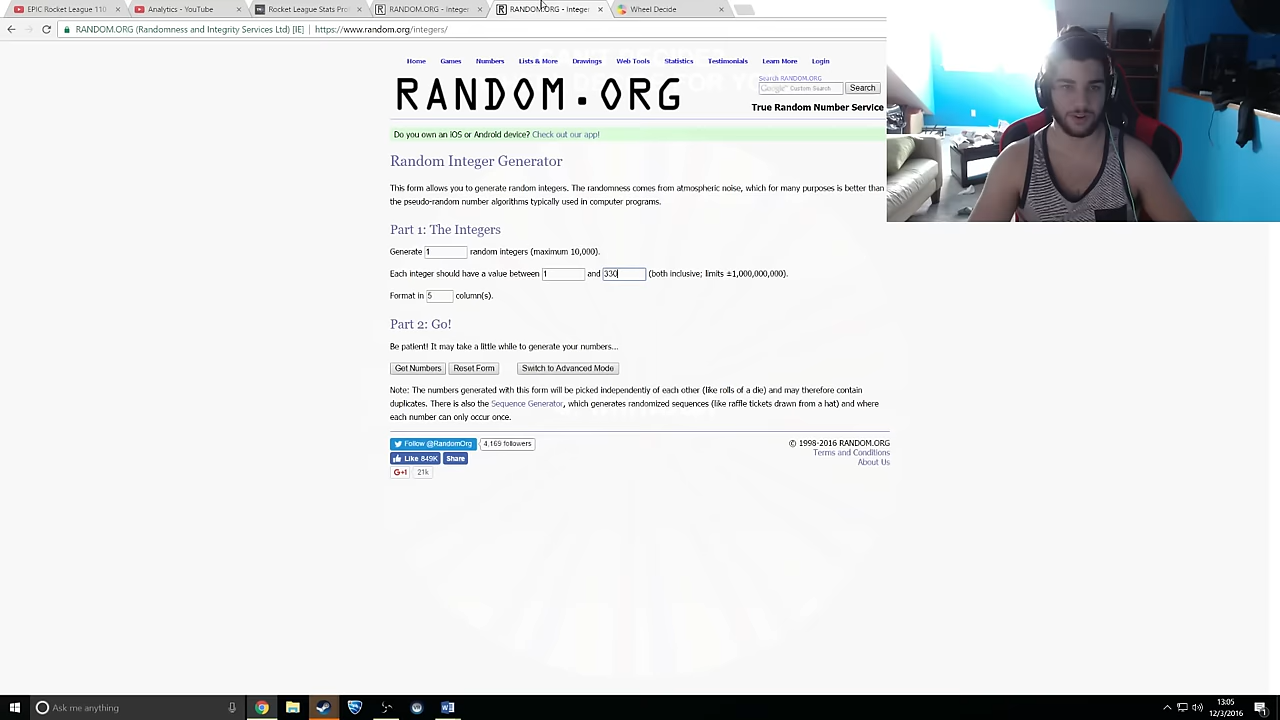 EPIC Rocket League 110
Analytics - YouTube
Rocket League Stats Pro
RANDOM.ORG - Integer
RANDOM.ORG - Integer
Wheel Decide
RANDOM.ORG (Randomness and Integrity Services Ltd) [IE] https://www.random.org/integers/
Home Games Numbers Lists & More Drawings Web Tools Statistics Testimonials Learn More Login
Search RANDOM.ORG
Google™ Custom Search Search
RANDOM.ORG
True Random Number Service
Do you own an iOS or Android device? Check out our app!
Random Integer Generator
This form allows you to generate random integers. The randomness comes from atmospheric noise, which for many purposes is better than
the pseudo-random number algorithms typically used in computer programs.
Part 1: The Integers
Generate 1 random integers (maximum 10,000).
Each integer should have a value between 1 and 330 (both inclusive; limits ±1,000,000,000).
Format in 5 column(s).
Part 2: Go!
Be patient! It may take a little while to generate your numbers...
Get Numbers Reset Form Switch to Advanced Mode
Note: The numbers generated with this form will be picked independently of each other (like rolls of a die) and may therefore contain
duplicates. There is also the Sequence Generator, which generates randomized sequences (like raffle tickets drawn from a hat) and where
each number can only occur once.
Follow @RandomOrg 4,169 followers
Like 849K Share
G+1 21k
© 1998-2016 RANDOM.ORG
Terms and Conditions
About Us
Ask me anything
13:05
12/3/2016